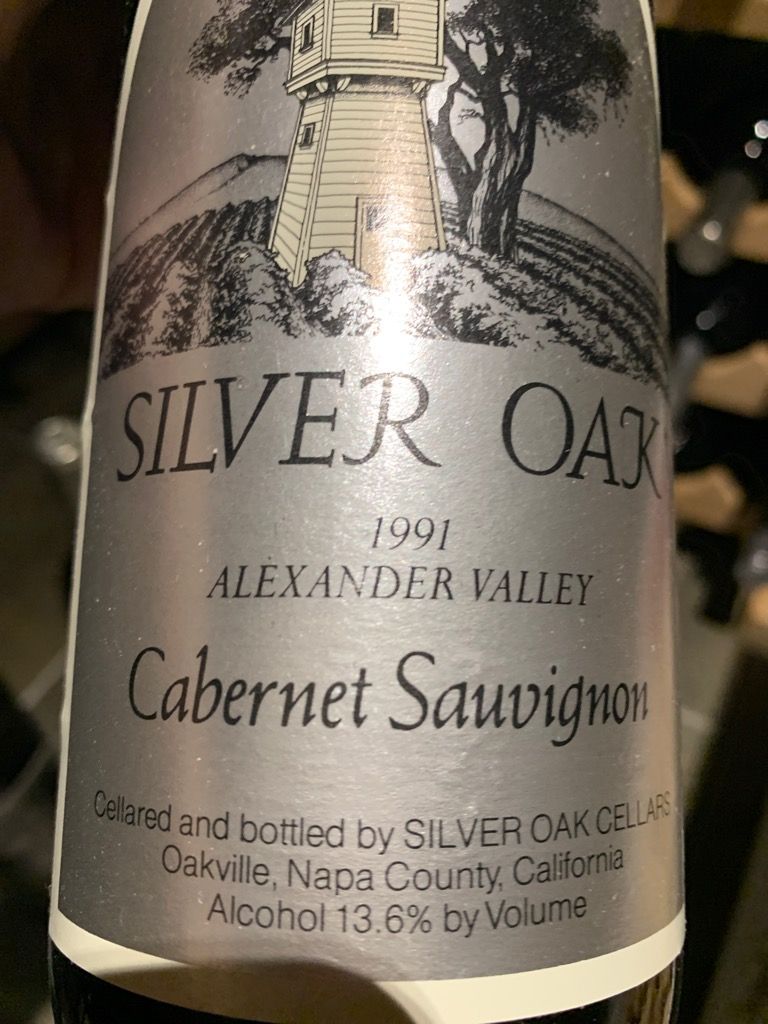 SILVER OAK
1991
ALEXANDER VALLEY
Cabernet Sauvignon
Cellared and bottled by SILVER OAK CELLARS
Oakville, Napa County, California
Alcohol 13.6% by Volume